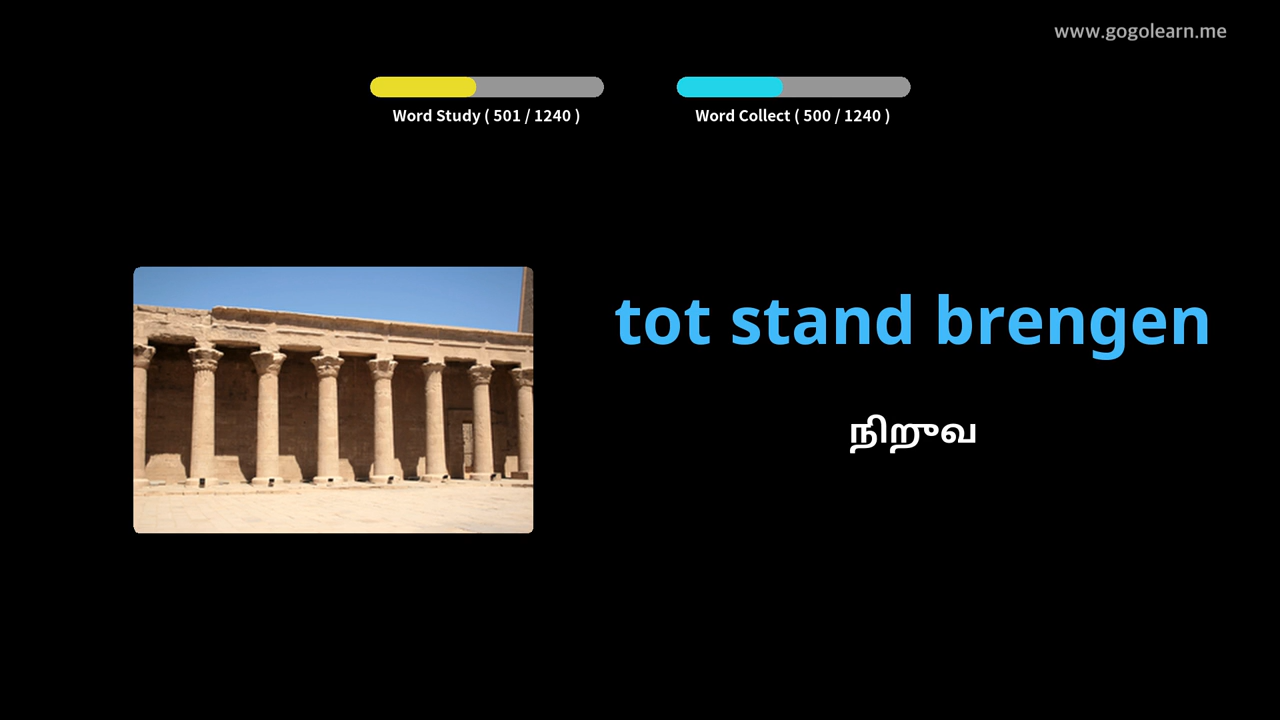 www.gogolearn.me
Word Study ( 501 / 1240 )
Word Collect ( 500 / 1240 )
tot stand brengen
நிறுவ